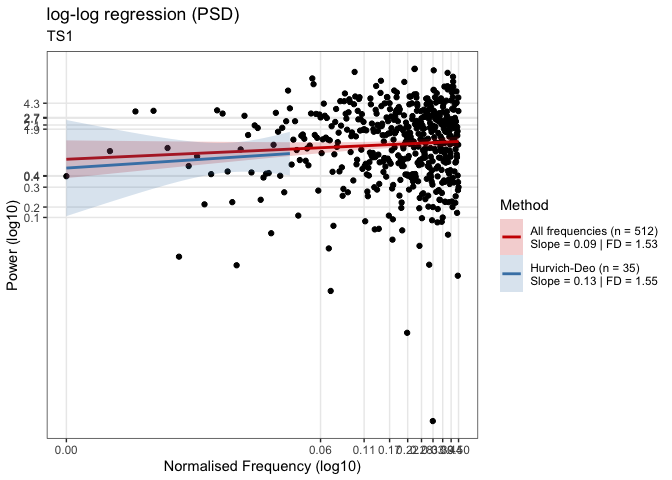 log-log regression (PSD)
TS1
4.3
2.7
1.9
0.4
0.3
0.2
0.1
Power (log10)
0.00
0.06
0.11
0.17
0.22
Normalised Frequency (log10)
Method
All frequencies (n = 512)
Slope = 0.09 | FD = 1.53
Hurvich-Deo (n = 35)
Slope = 0.13 | FD = 1.55